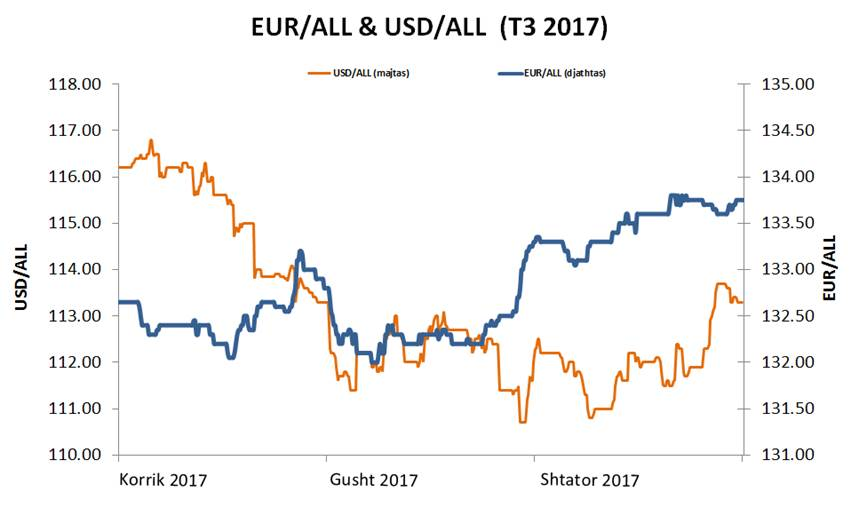 EUR/ALL & USD/ALL (T3 2017)
USD/ALL (majtas)
EUR/ALL (djathtas)
118.00
117.00
116.00
115.00
114.00
113.00
112.00
111.00
110.00
USD/ALL
135.00
134.50
134.00
133.50
133.00
132.50
132.00
131.50
131.00
EUR/ALL
Korrik 2017
Gusht 2017
Shtator 2017